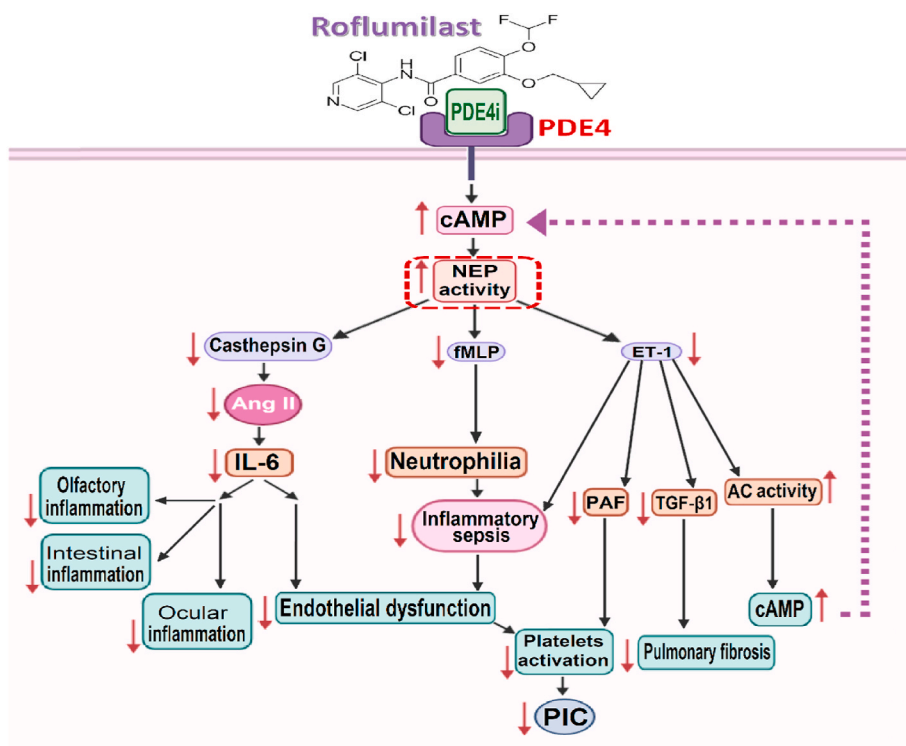 Roflumilast
F
F
O
Cl
HN
O
N
O
Cl
PDE4i
PDE4
cAMP
NEP
activity
Casthepsin G
fMLP
ET-1
Ang II
IL-6
Neutrophilia
Olfactory
inflammation
PAF
TGF-β1
AC activity
Inflammatory
sepsis
Intestinal
inflammation
Ocular
inflammation
Endothelial dysfunction
cAMP
Platelets
activation
Pulmonary fibrosis
PIC